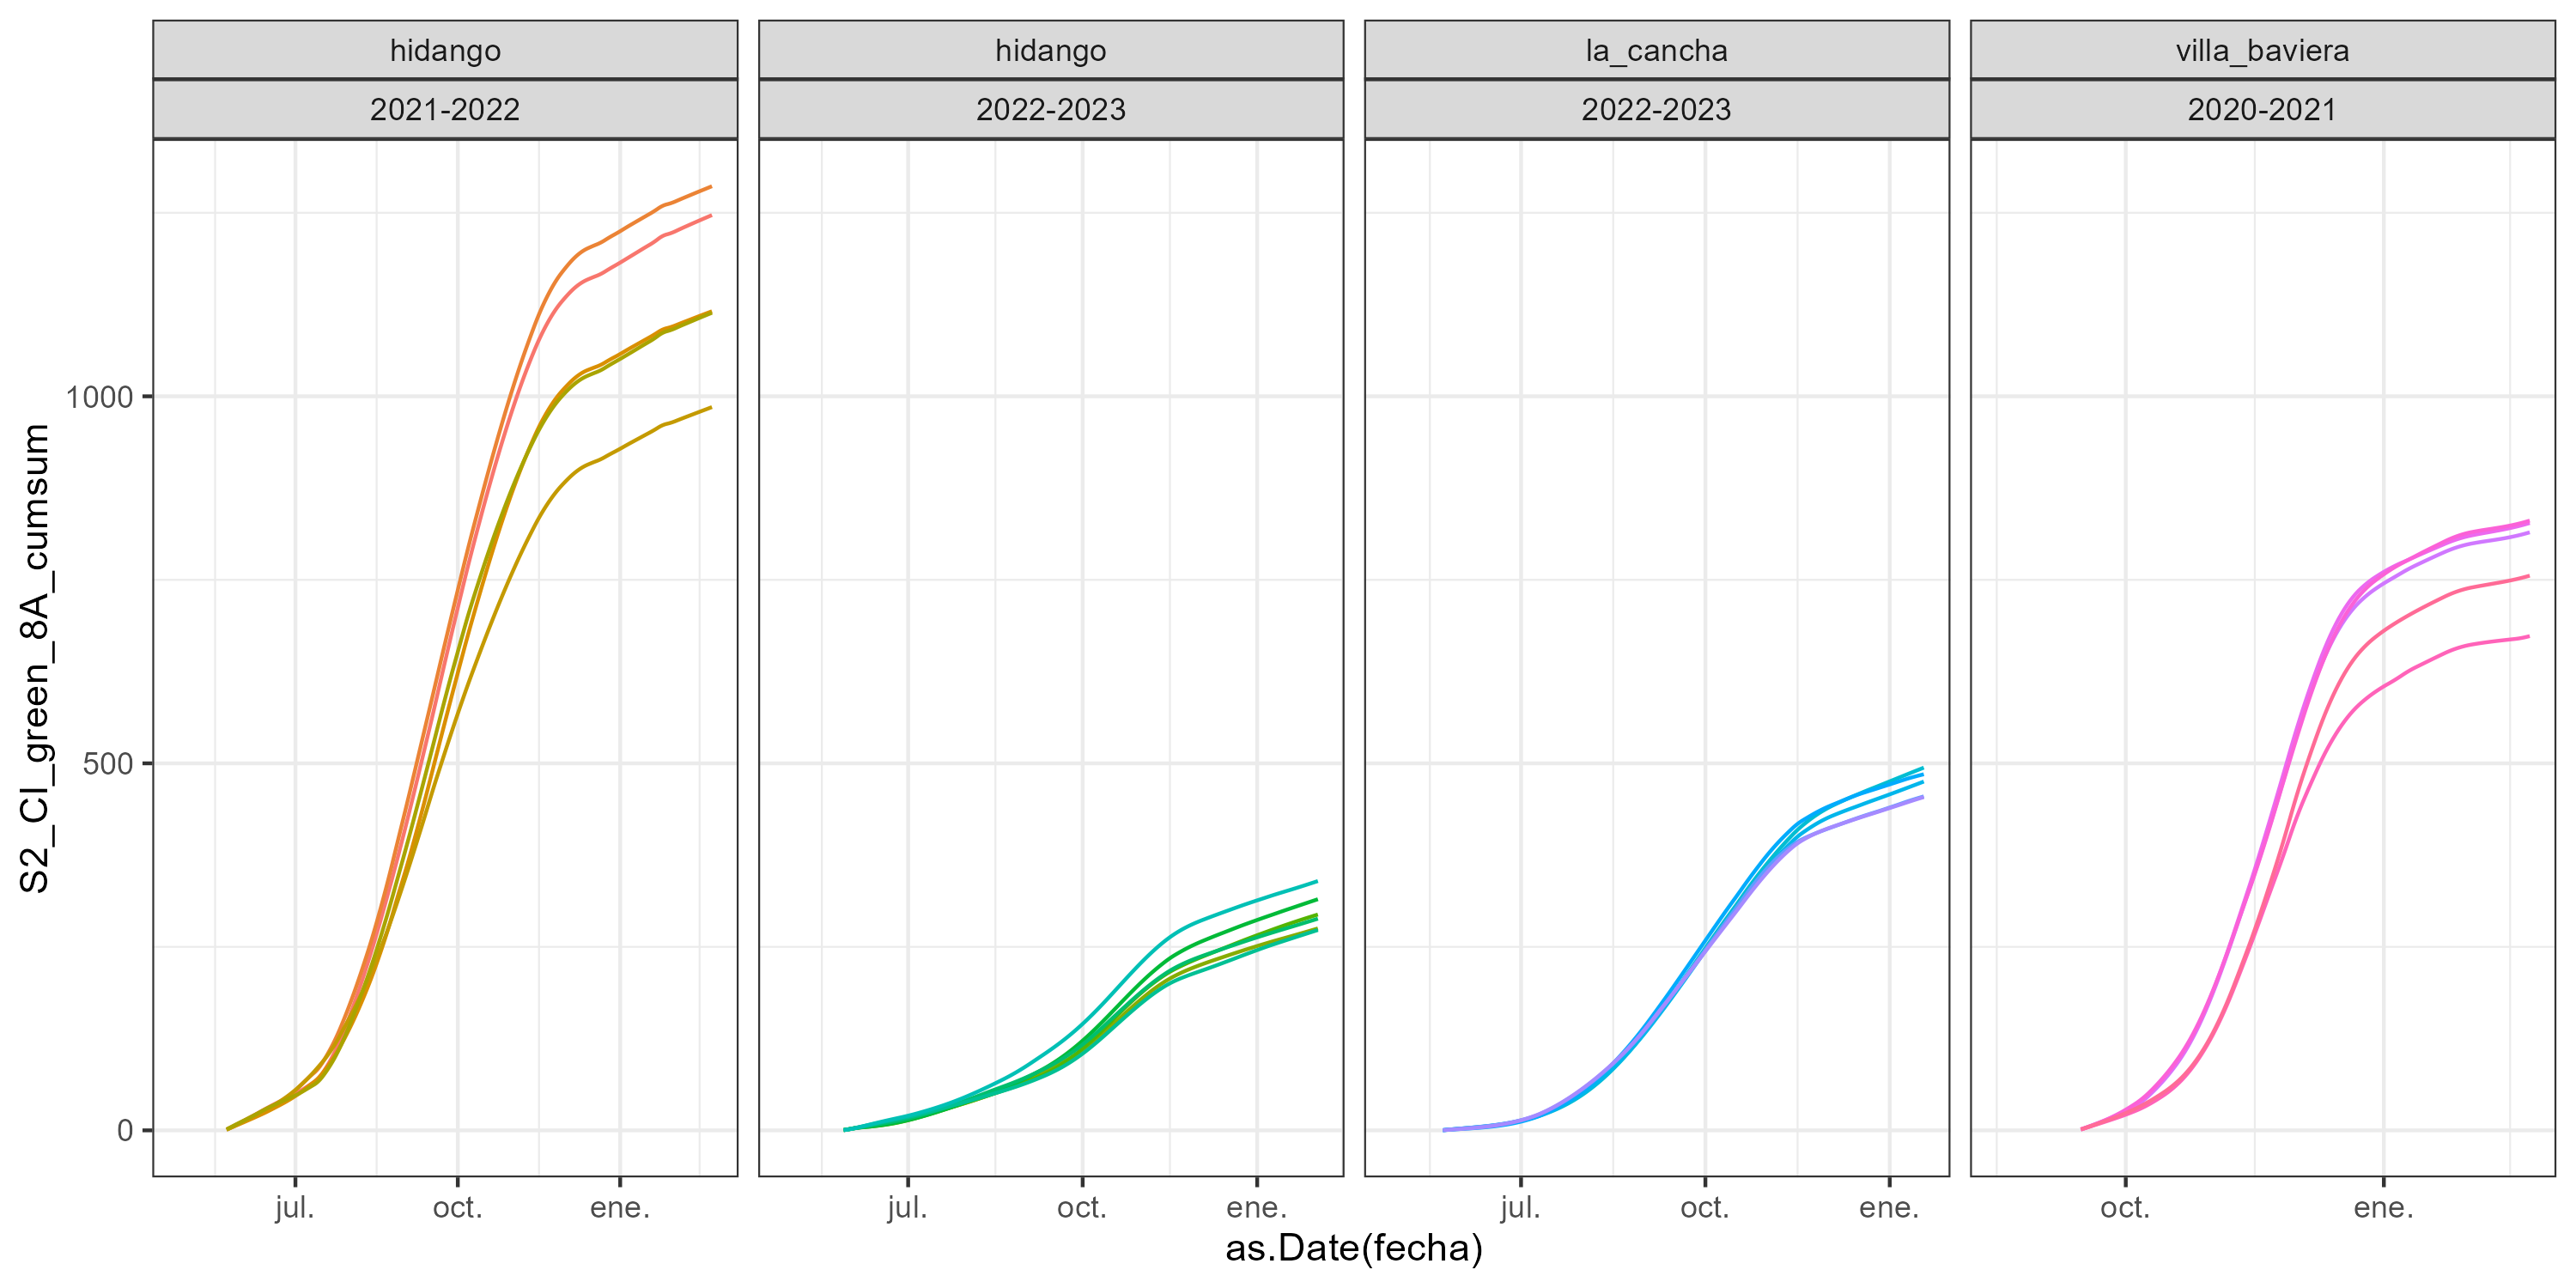 hidango
hidango
la_cancha
villa_baviera
2021-2022
2022-2023
2022-2023
2020-2021
S2_CI_green_8A_cumsum
1000
500
0
jul.
oct.
ene.
jul.
oct.
ene.
jul.
oct.
ene.
oct.
ene.
as.Date(fecha)